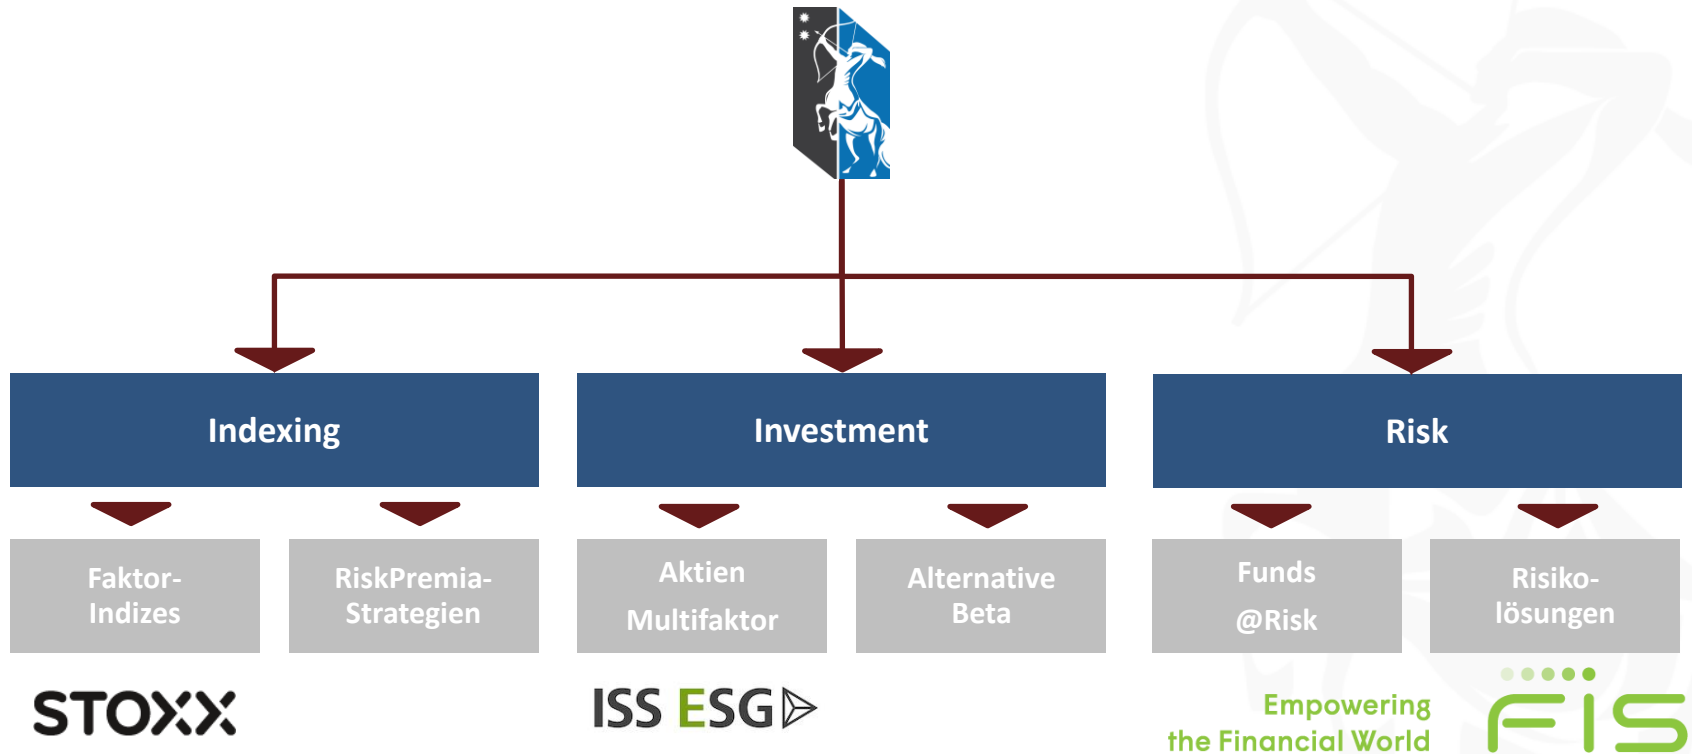 Indexing
Investment
Risk
Faktor-
Indizes
RiskPremia-
Strategien
Aktien
Multifaktor
Alternative
Beta
Funds
@Risk
Risiko-
lösungen
STOXX
ISS ESG
Empowering
the Financial World
FIS